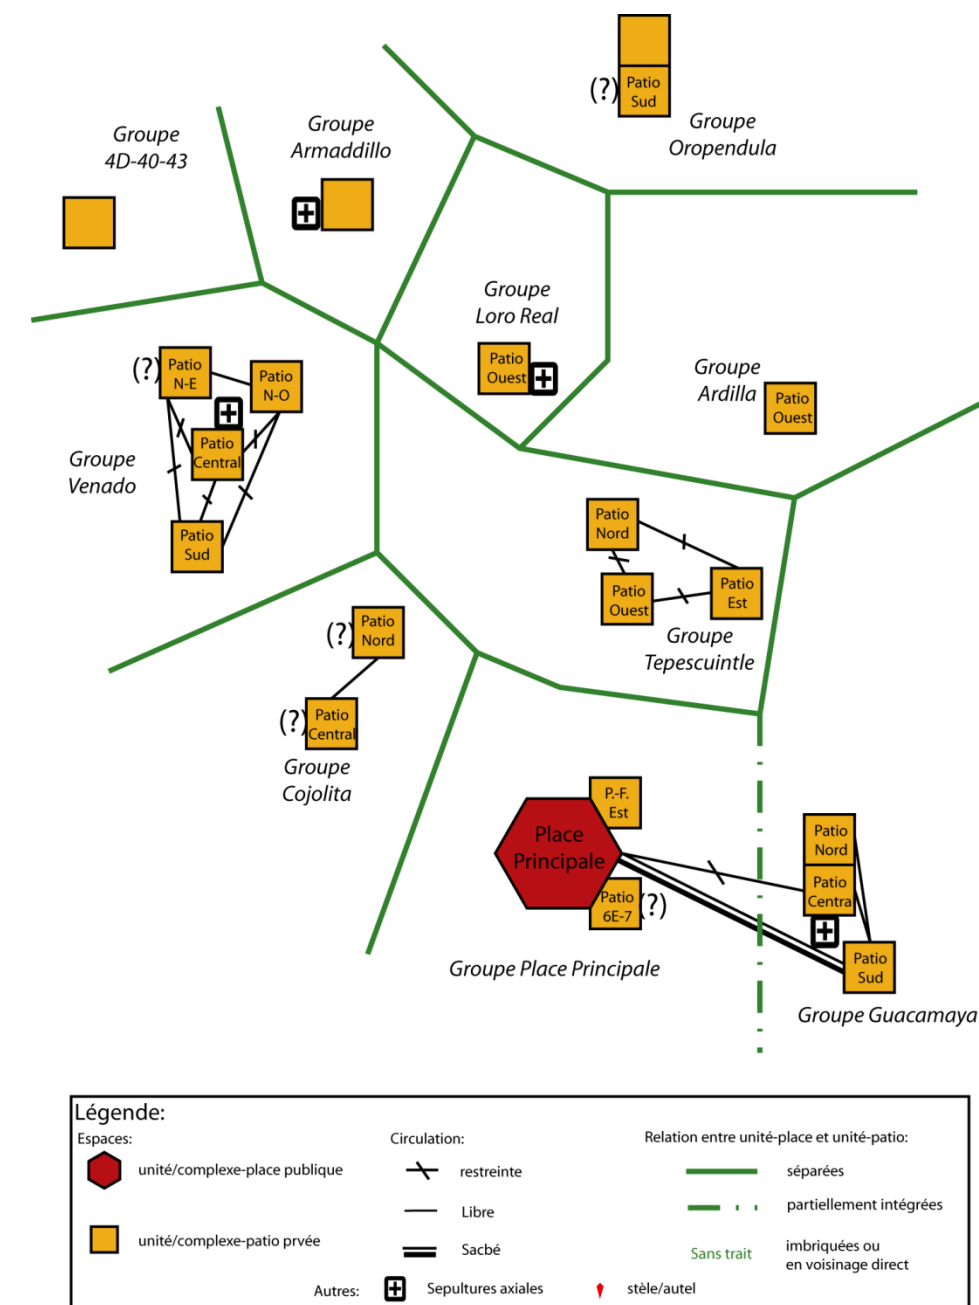 Patio
Sud
(?)
Groupe
Oropendula
Groupe
4D-40-43
Groupe
Armaddillo
Groupe
Loro Real
Patio
Ouest
Groupe
Ardilla
Patio
Ouest
(?)
Patio
N-E
Patio
N-O
Patio
Central
Groupe
Venado
Patio
Sud
Patio
Nord
Patio
Ouest
Patio
Est
Groupe
Tepescuintle
(?)
Patio
Nord
(?)
Patio
Central
Groupe
Cojolita
P.-F.
Est
Place
Principale
Patio
6E-7
(?)
Groupe Place Principale
Patio
Nord
Patio
Central
Patio
Sud
Groupe Guacamaya
Légende:
Espaces:
unité/complexe-place publique
unité/complexe-patio prvée
Circulation:
restreinte
Libre
Sacbé
Relation entre unité-place et unité-patio:
séparées
partiellement intégrées
Sans trait
imbriquées ou
en voisinage direct
Autres:
Sepultures axiales
stèle/autel